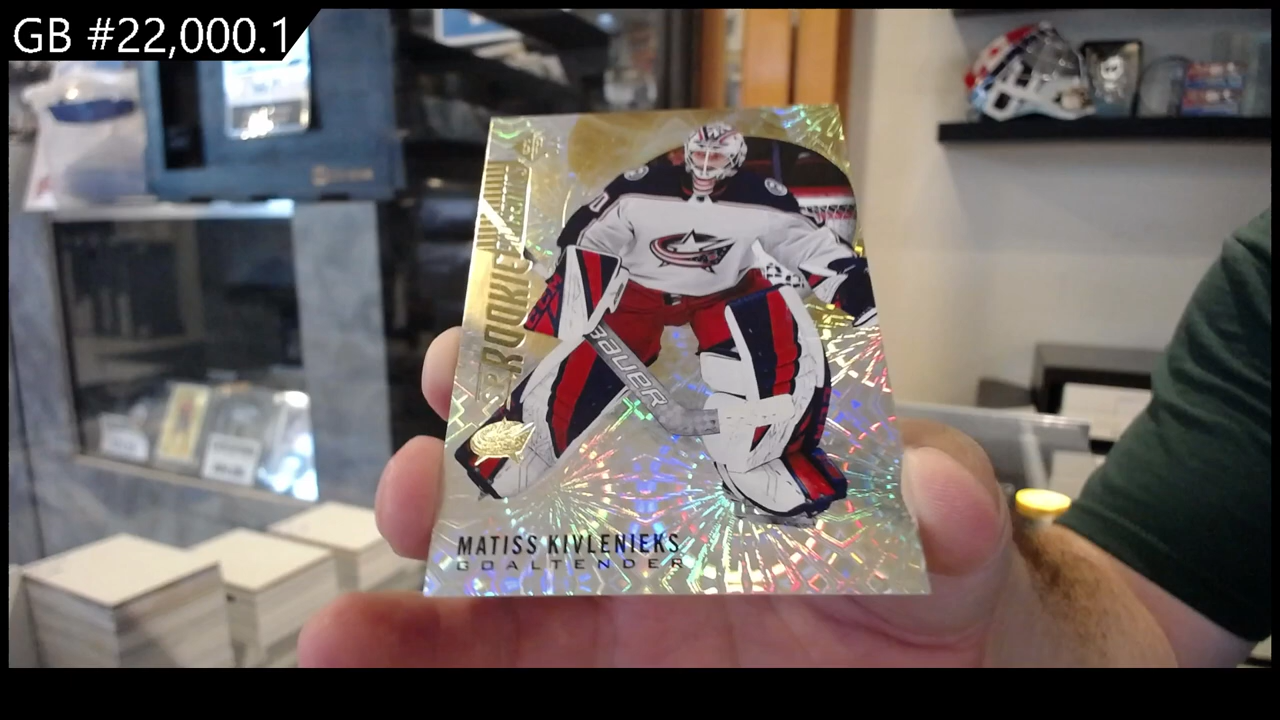 GB #22,000.1
ROOKIE
BAUER
MATISS KIVLENIEKS
GOALTENDER